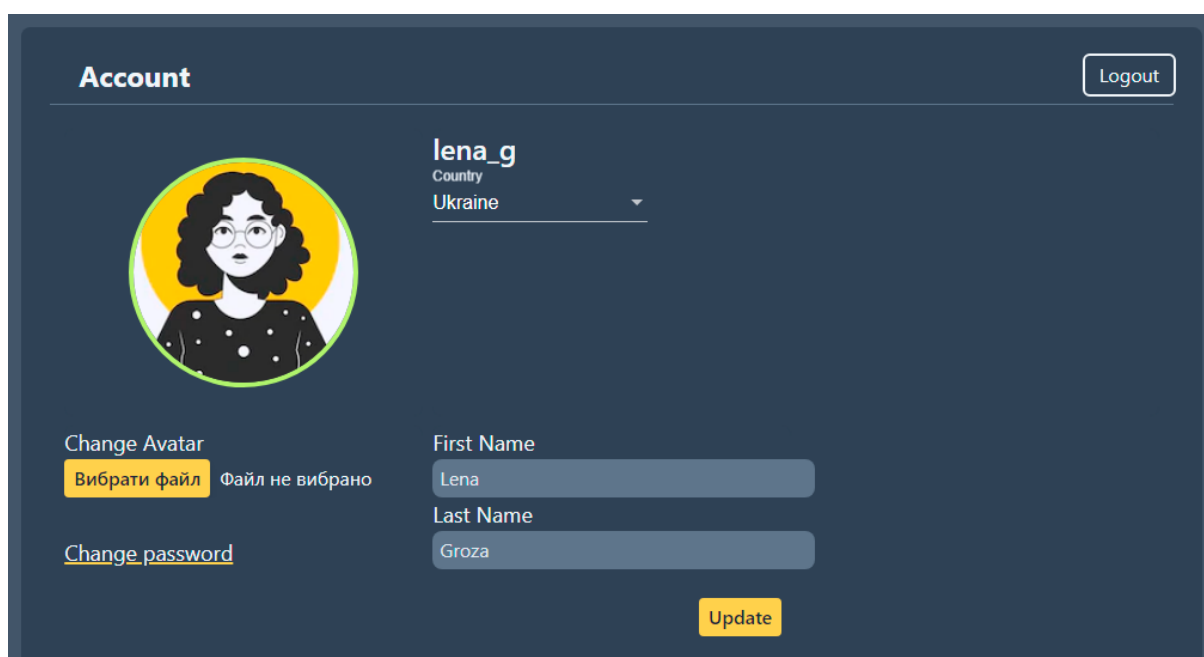 Account
Logout
lena_g
Country
Ukraine
Change Avatar
Вибрати файл Файл не вибрано
Change password
First Name
Lena
Last Name
Groza
Update